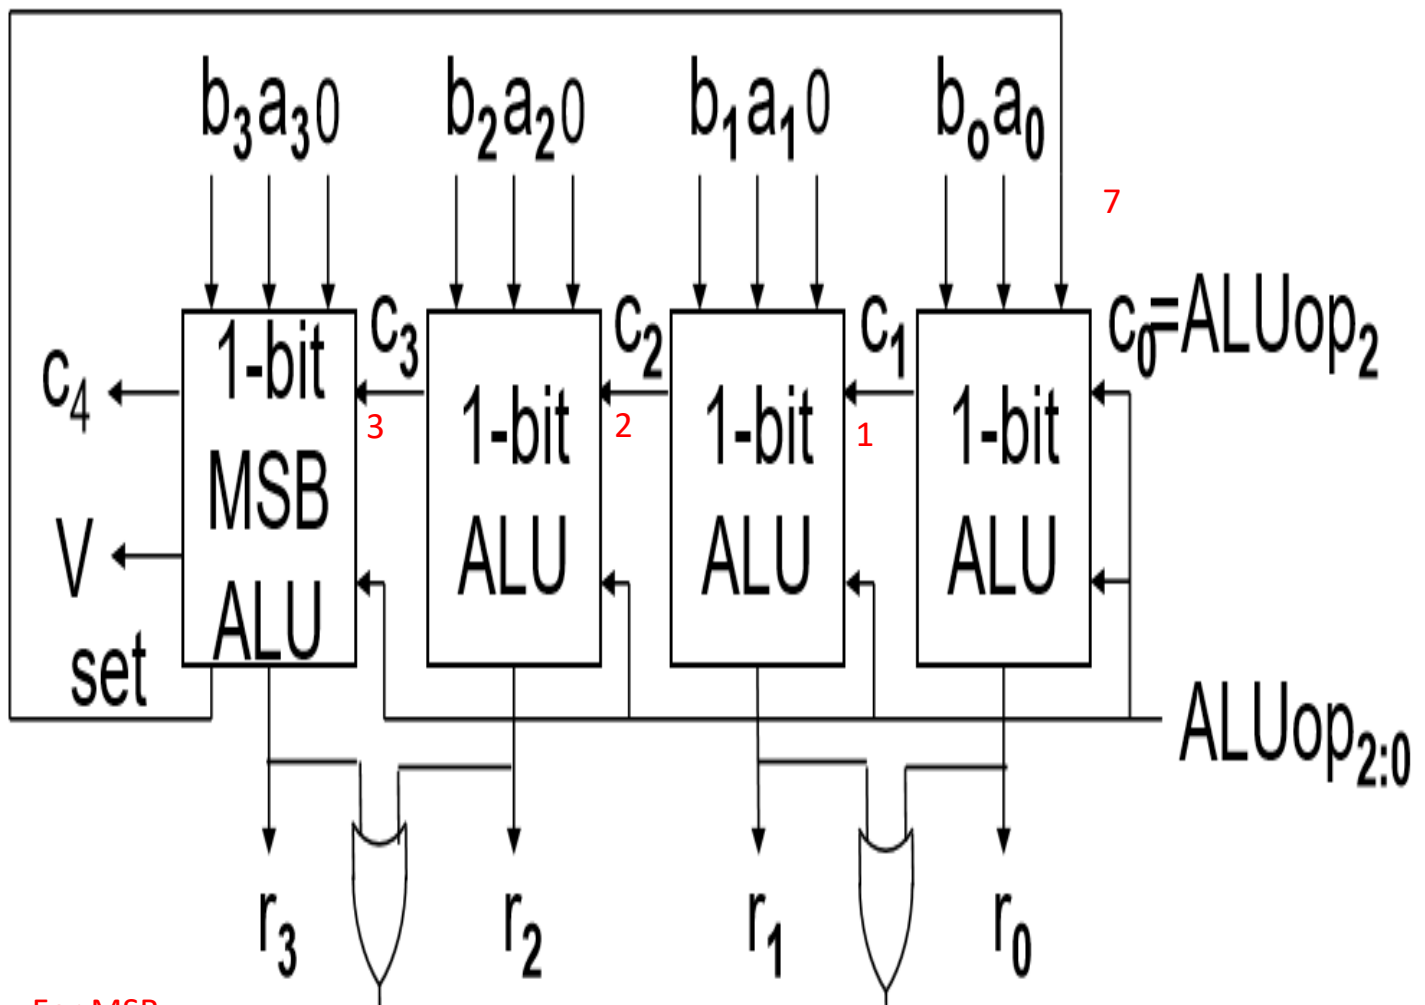 b3a30 b2a20 b1a10 boa0
7
c4 c3 c2 c1 c0=ALUop2
3 2 1
1-bit MSB ALU
1-bit ALU
1-bit ALU
1-bit ALU
V
set
ALUop2:0
r3 r2 r1 r0